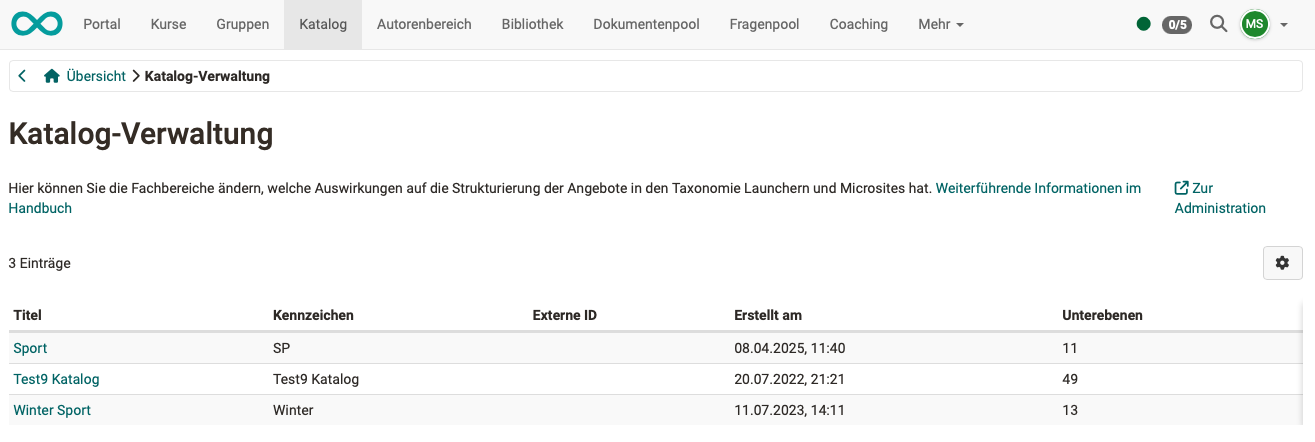 Portal Kurse Gruppen Katalog Autorenbereich Bibliothek Dokumentenpool Fragenpool Coaching Mehr 0/5 MS
Übersicht Katalog-Verwaltung
Katalog-Verwaltung
Hier können Sie die Fachbereiche ändern, welche Auswirkungen auf die Strukturierung der Angebote in den Taxonomie Launchern und Microsites hat. Weiterführende Informationen im
Handbuch
Zur
Administration
3 Einträge
Titel Kennzeichen Externe ID Erstellt am Unterebenen
Sport SP 08.04.2025, 11:40 11
Test9 Katalog Test9 Katalog 20.07.2022, 21:21 49
Winter Sport Winter 11.07.2023, 14:11 13